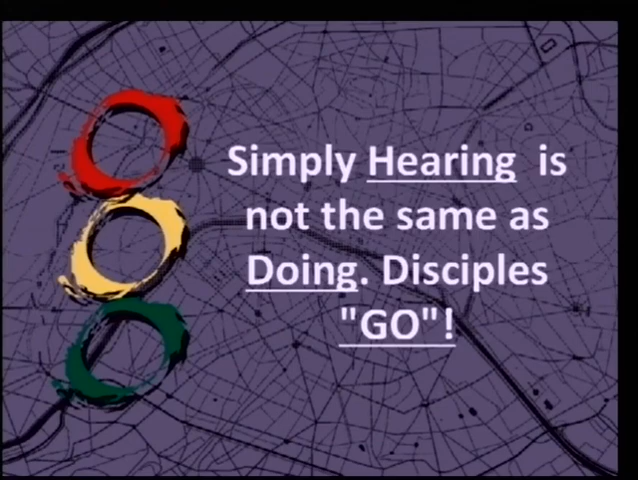 Simply Hearing is
not the same as
Doing. Disciples
"GO"!